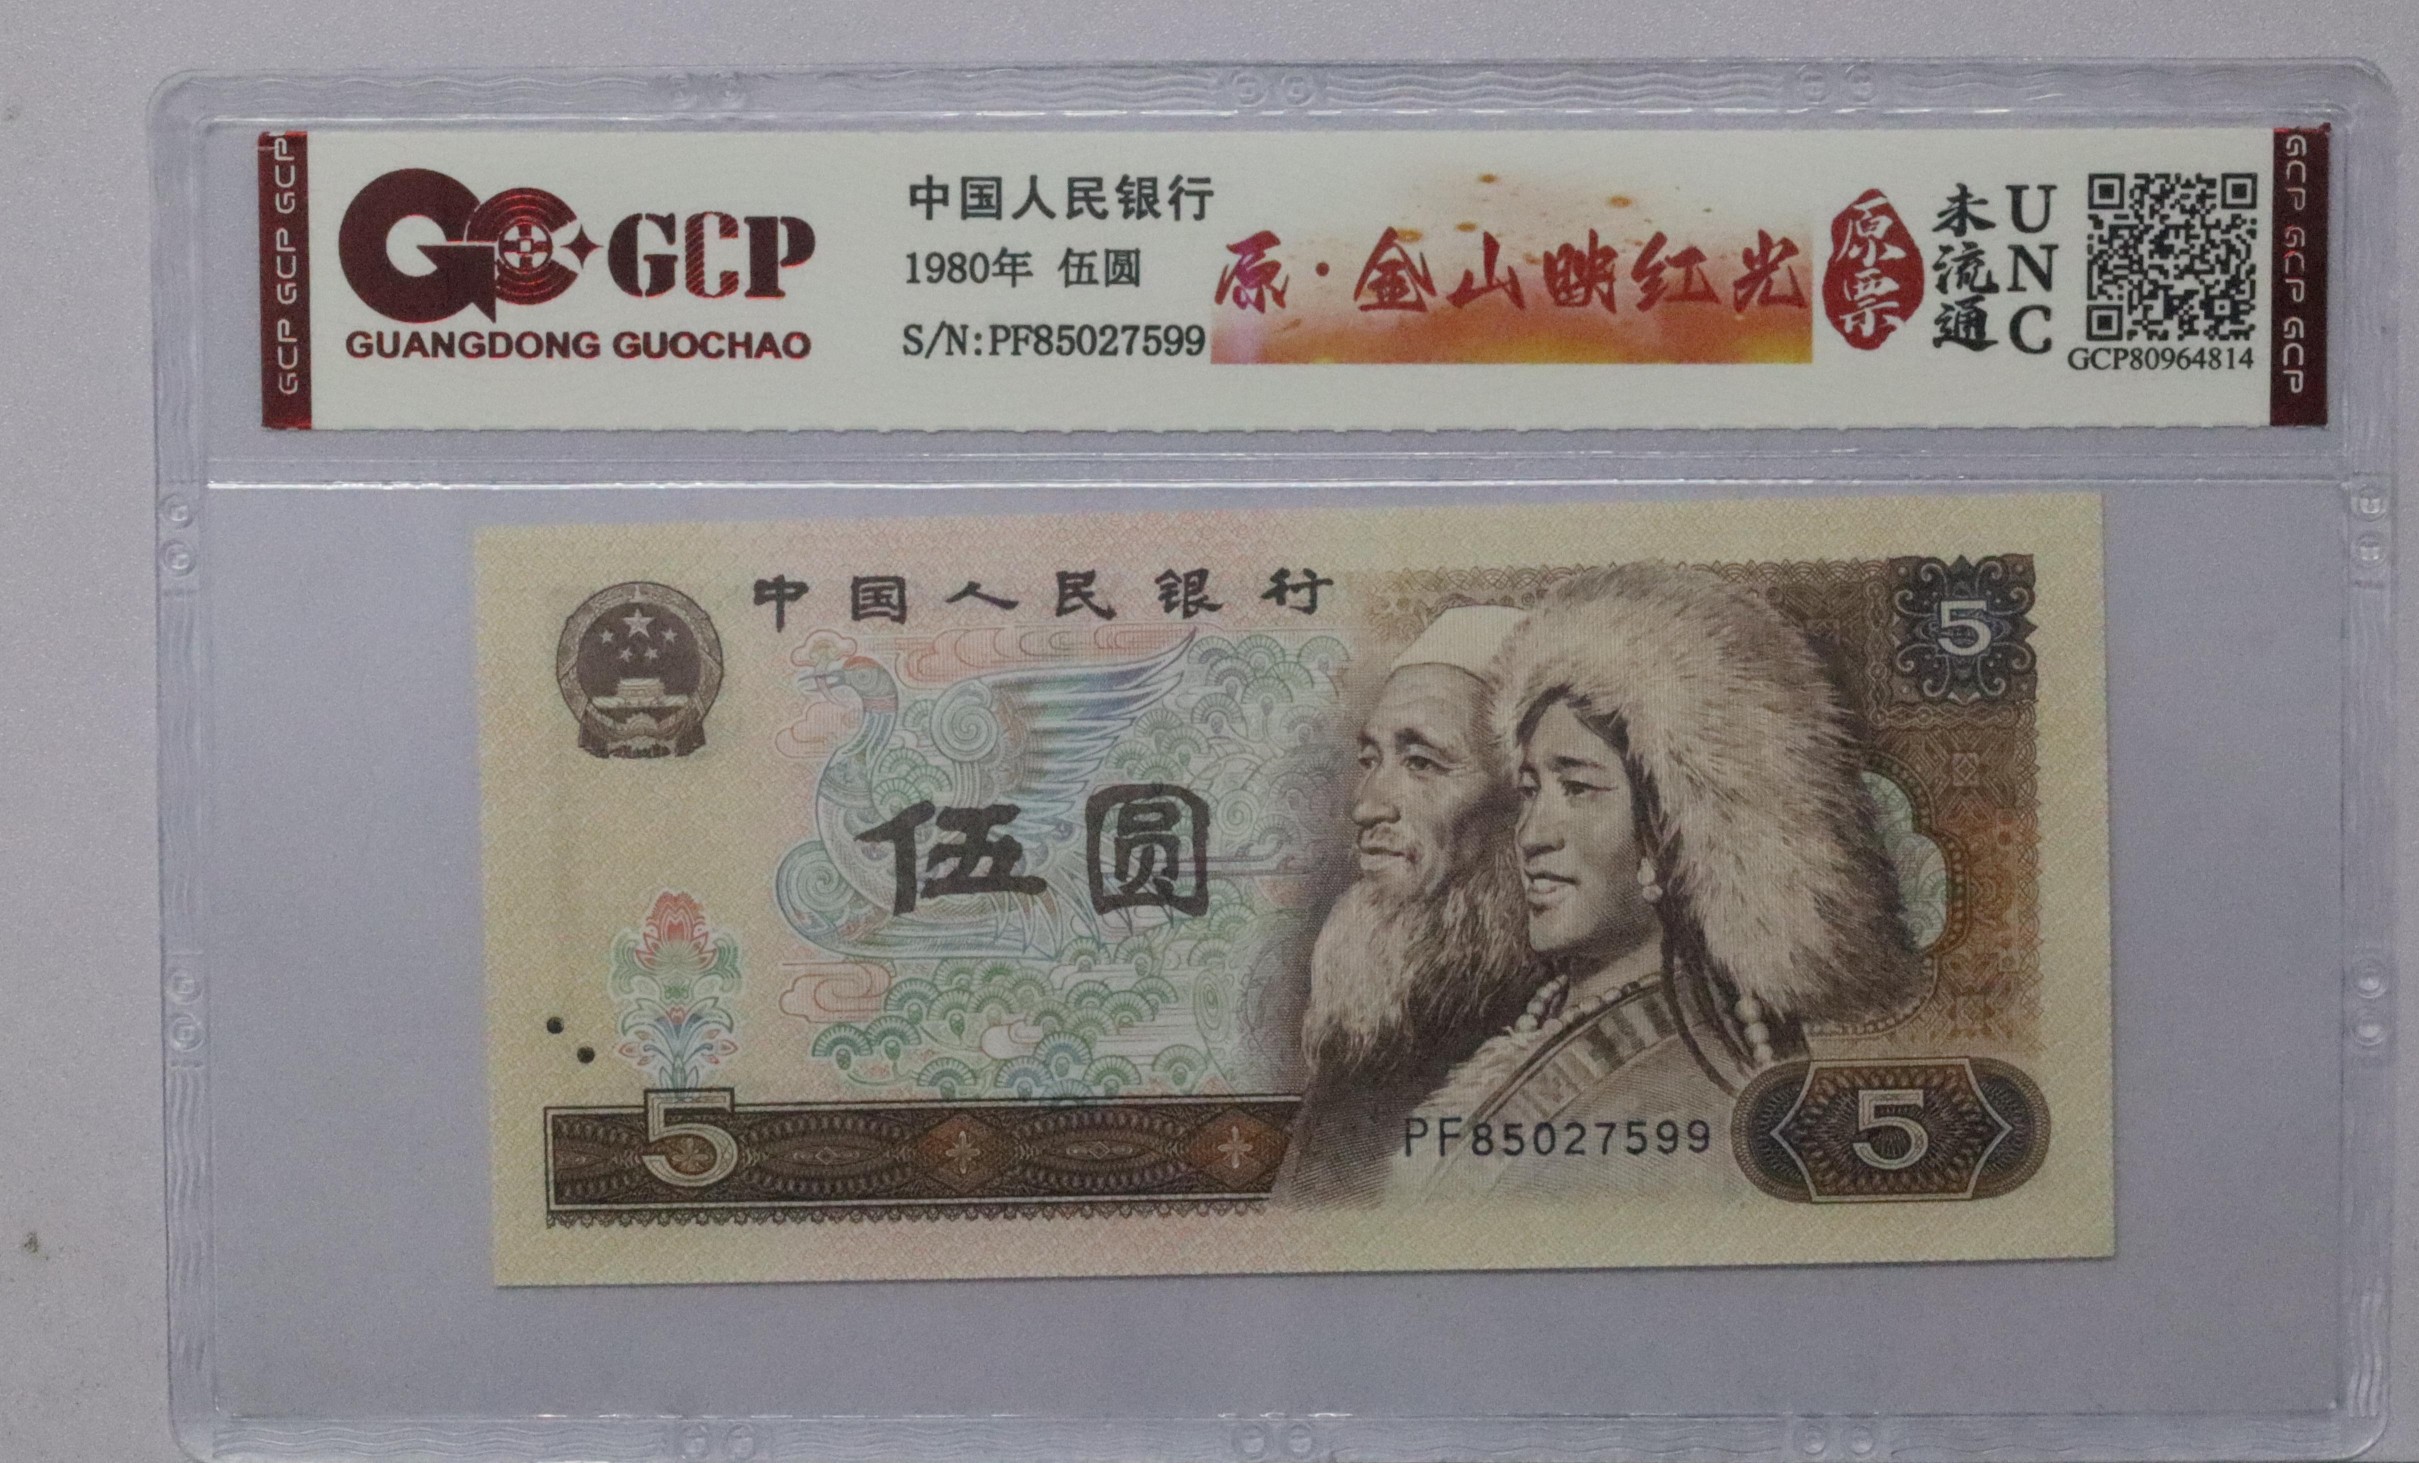 GCP GCP GCP
GCP
GUANGDONG GUOCHAO
中国人民银行
1980年 伍圆
S/N:PF85027599
原·金山映红光
原票
未流通
UNC
GCP80964814
GCP GCP GCP
中国人民银行
5
伍圆
5
PF85027599
5